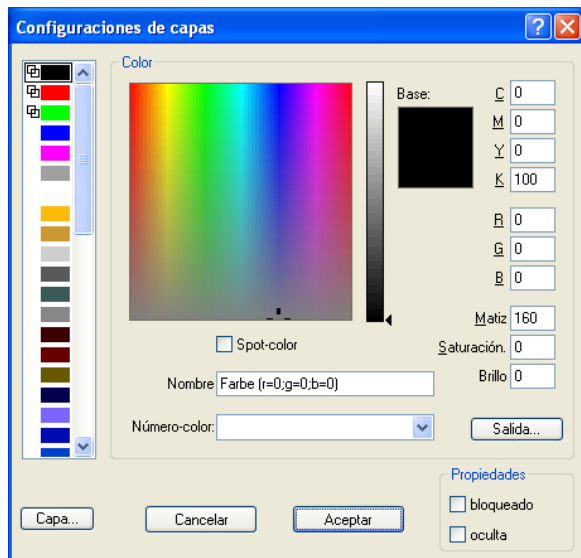 Configuraciones de capas
Color
Base:
C 0
M 0
Y 0
K 100
R 0
G 0
B 0
Matiz 160
Saturación. 0
Brillo 0
Spot-color
Nombre Farbe (r=0;g=0;b=0)
Número-color:
Salida...
Propiedades
bloqueado
oculta
Capa...
Cancelar
Aceptar